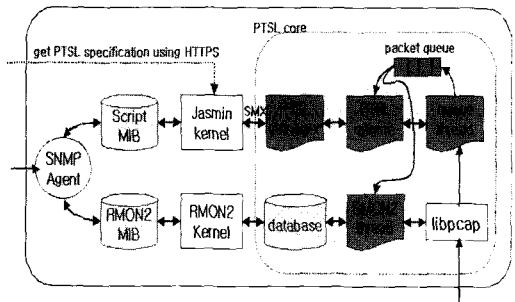 PTSL core
get PTSL specification using HTTPS
packet queue
Script
MIB
Jasmin
kernel
SMX
SNMP
Agent
RMON2
MIB
RMON2
Kernel
database
libpcap